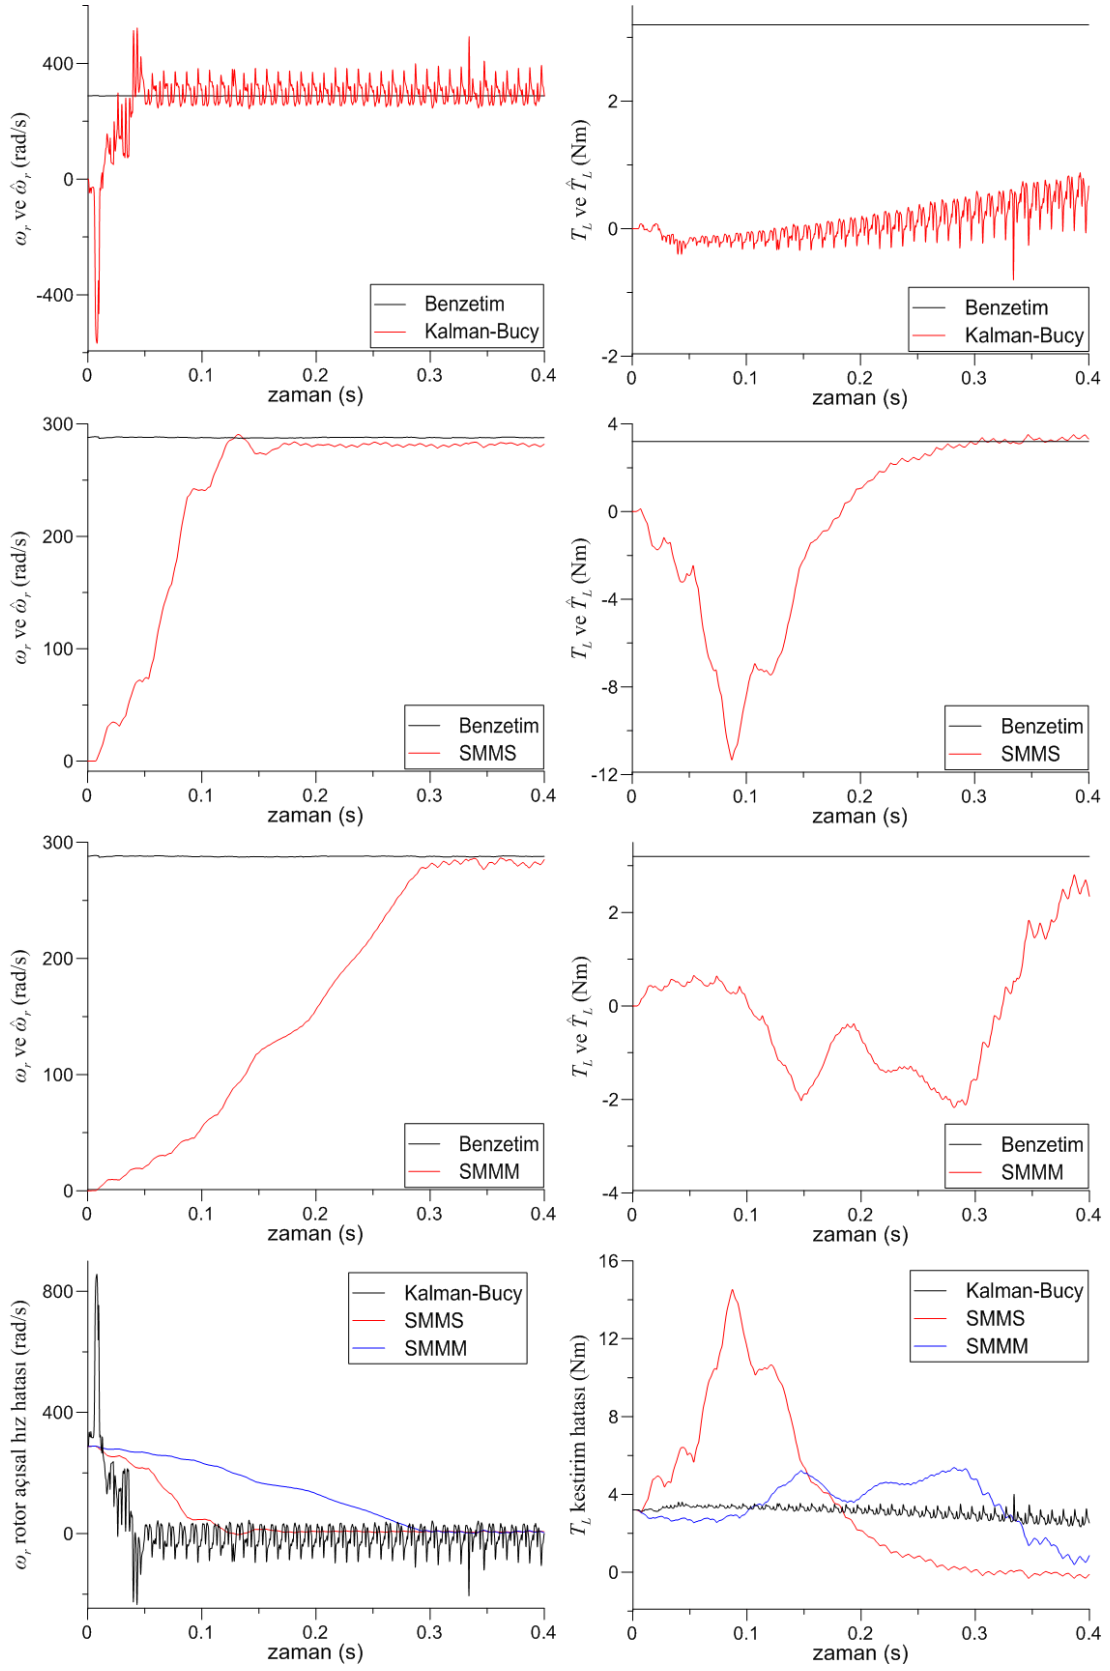 ω_r ve ω̂_r (rad/s)
400
0
-400
Benzetim
Kalman-Bucy
0 0.1 0.2 0.3 0.4
zaman (s)
T_L ve T̂_L (Nm)
2
0
-2
Benzetim
Kalman-Bucy
0 0.1 0.2 0.3 0.4
zaman (s)
ω_r ve ω̂_r (rad/s)
300
200
100
0
Benzetim
SMMS
0 0.1 0.2 0.3 0.4
zaman (s)
T_L ve T̂_L (Nm)
4
0
-4
-8
-12
Benzetim
SMMS
0 0.1 0.2 0.3 0.4
zaman (s)
ω_r ve ω̂_r (rad/s)
300
200
100
0
Benzetim
SMMM
0 0.1 0.2 0.3 0.4
zaman (s)
T_L ve T̂_L (Nm)
2
0
-2
-4
Benzetim
SMMM
0 0.1 0.2 0.3 0.4
zaman (s)
ω_r rotor açısal hız hatası (rad/s)
800
400
0
Kalman-Bucy
SMMS
SMMM
0 0.1 0.2 0.3 0.4
zaman (s)
T_L kestirim hatası (Nm)
16
12
8
4
0
Kalman-Bucy
SMMS
SMMM
0 0.1 0.2 0.3 0.4
zaman (s)